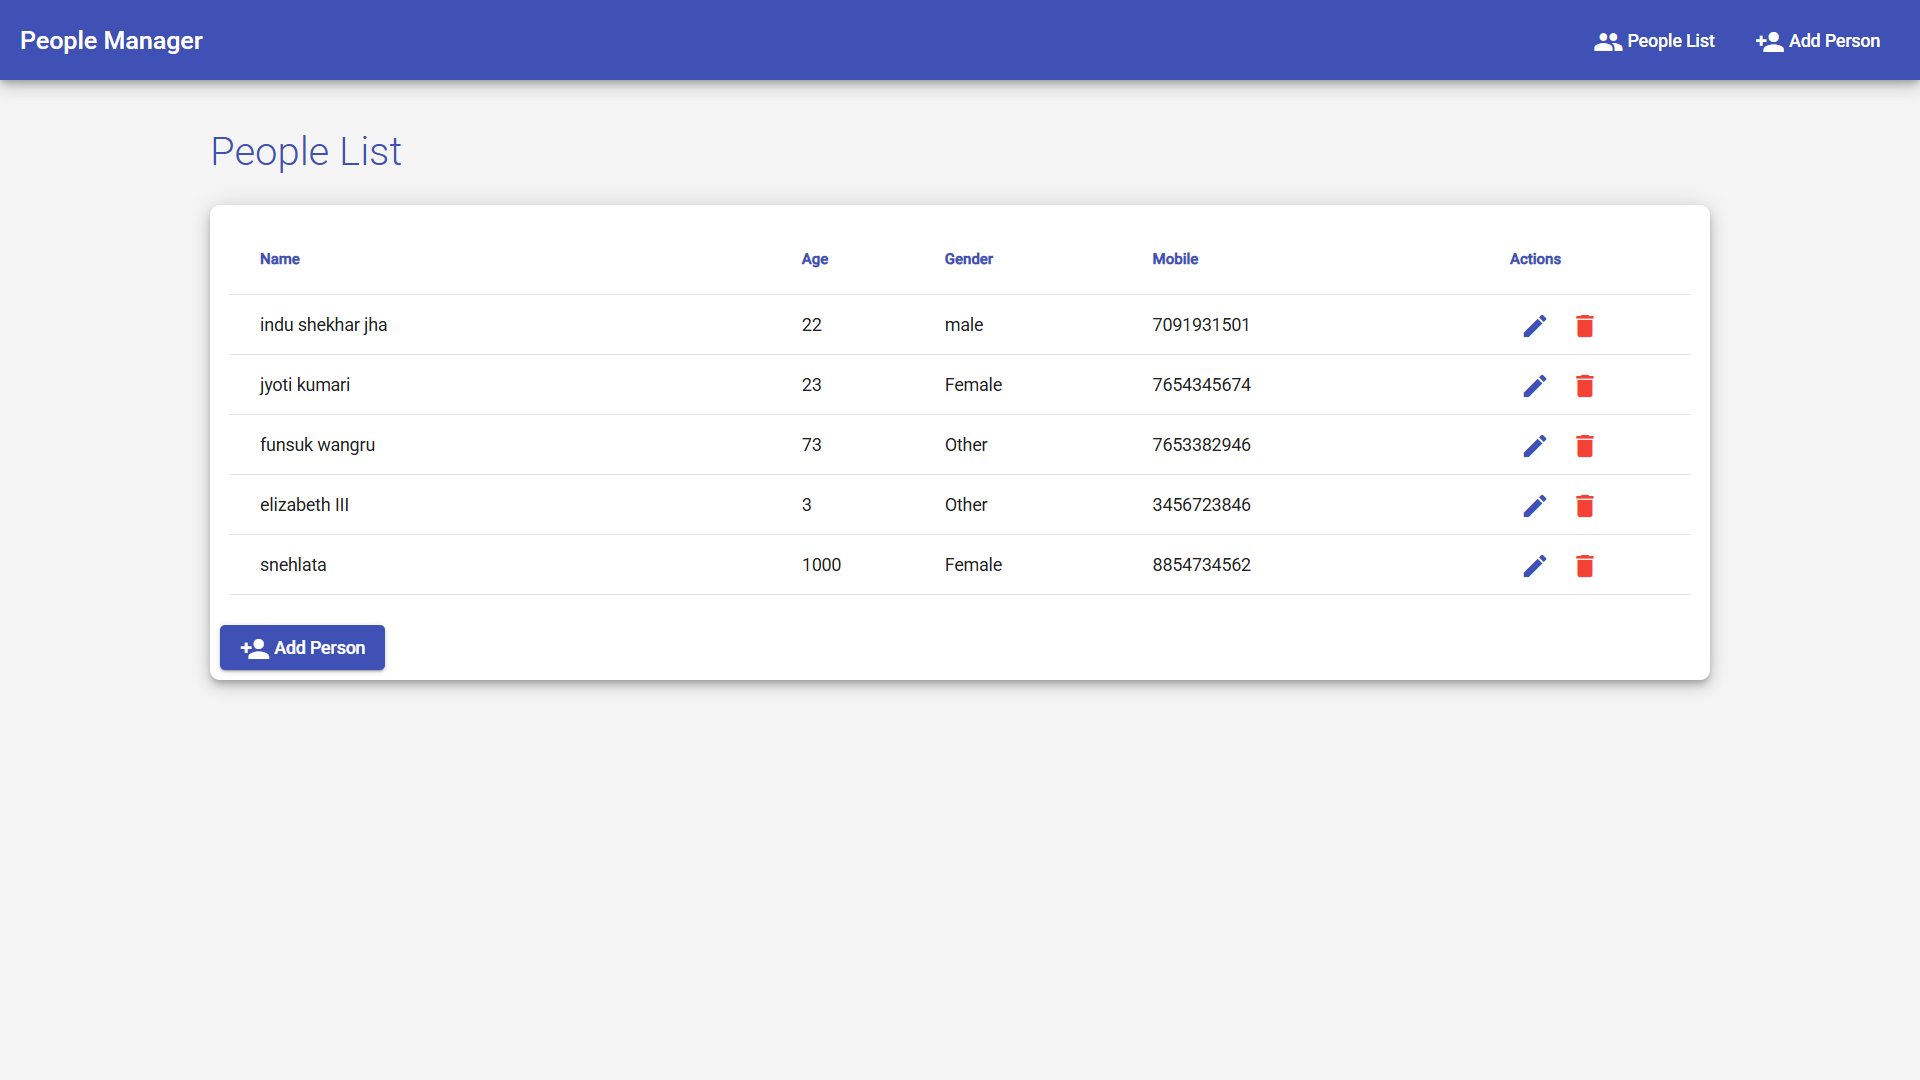 People Manager
People List
Add Person
People List
Name Age Gender Mobile Actions
indu shekhar jha 22 male 7091931501
jyoti kumari 23 Female 7654345674
funsuk wangru 73 Other 7653382946
elizabeth III 3 Other 3456723846
snehlata 1000 Female 8854734562
Add Person